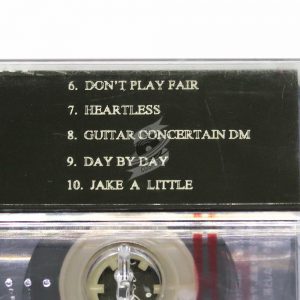 6. DON'T PLAY FAIR
7. HEARTLESS
8. GUITAR CONCERTAIN DM
9. DAY BY DAY
10. JAKE A LITTLE